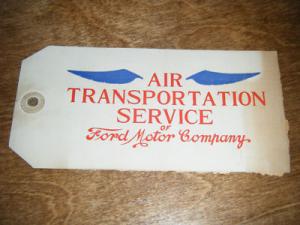 AIR
TRANSPORTATION
SERVICE
OF
Ford Motor Company